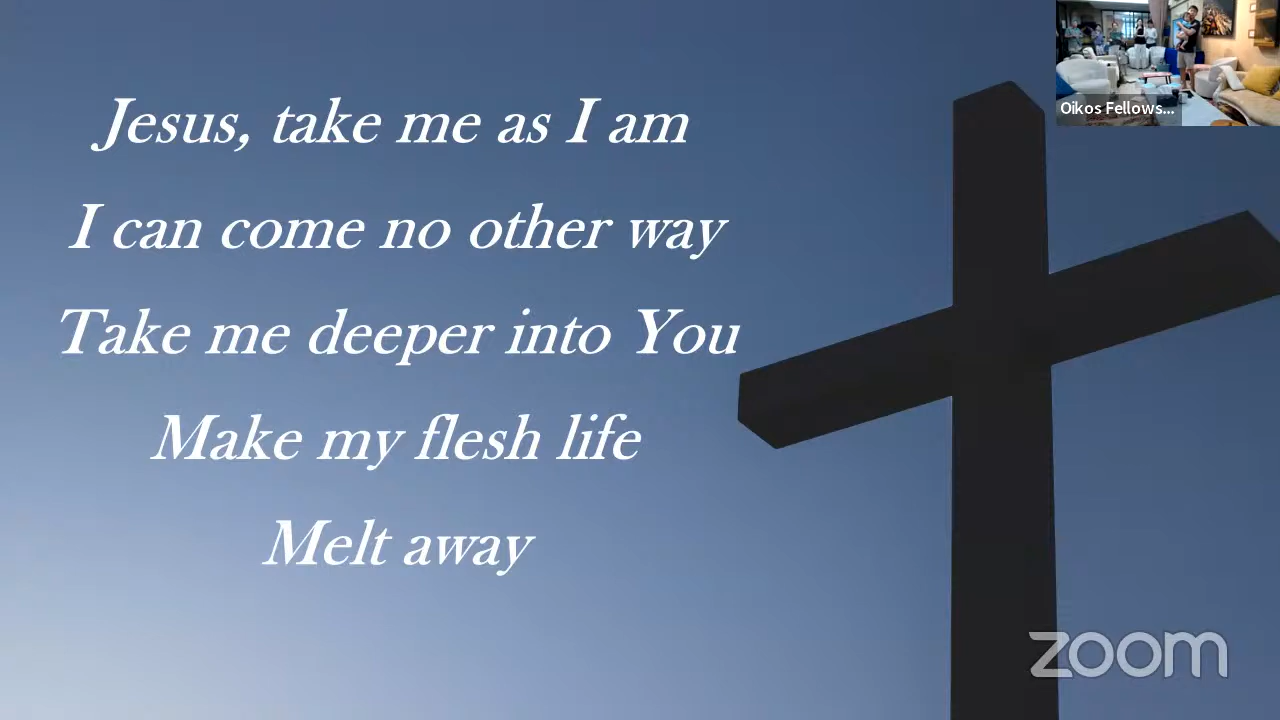 Jesus, take me as I am
I can come no other way
Take me deeper into You
Make my flesh life
Melt away
Oikos Fellows...
zoom